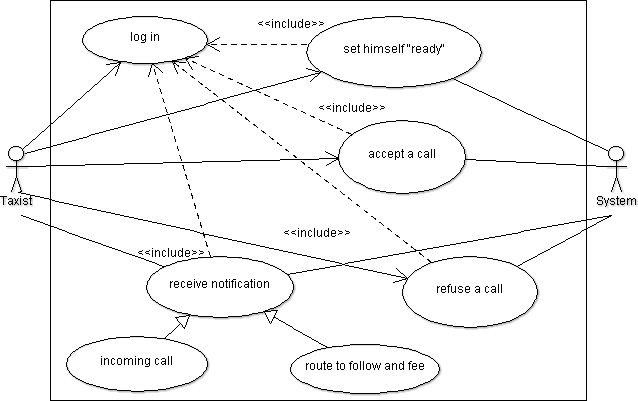 <<include>>
log in
set himself "ready"
<<include>>
accept a call
Taxist
System
<<include>>
<<include>>
receive notification
refuse a call
incoming call
route to follow and fee